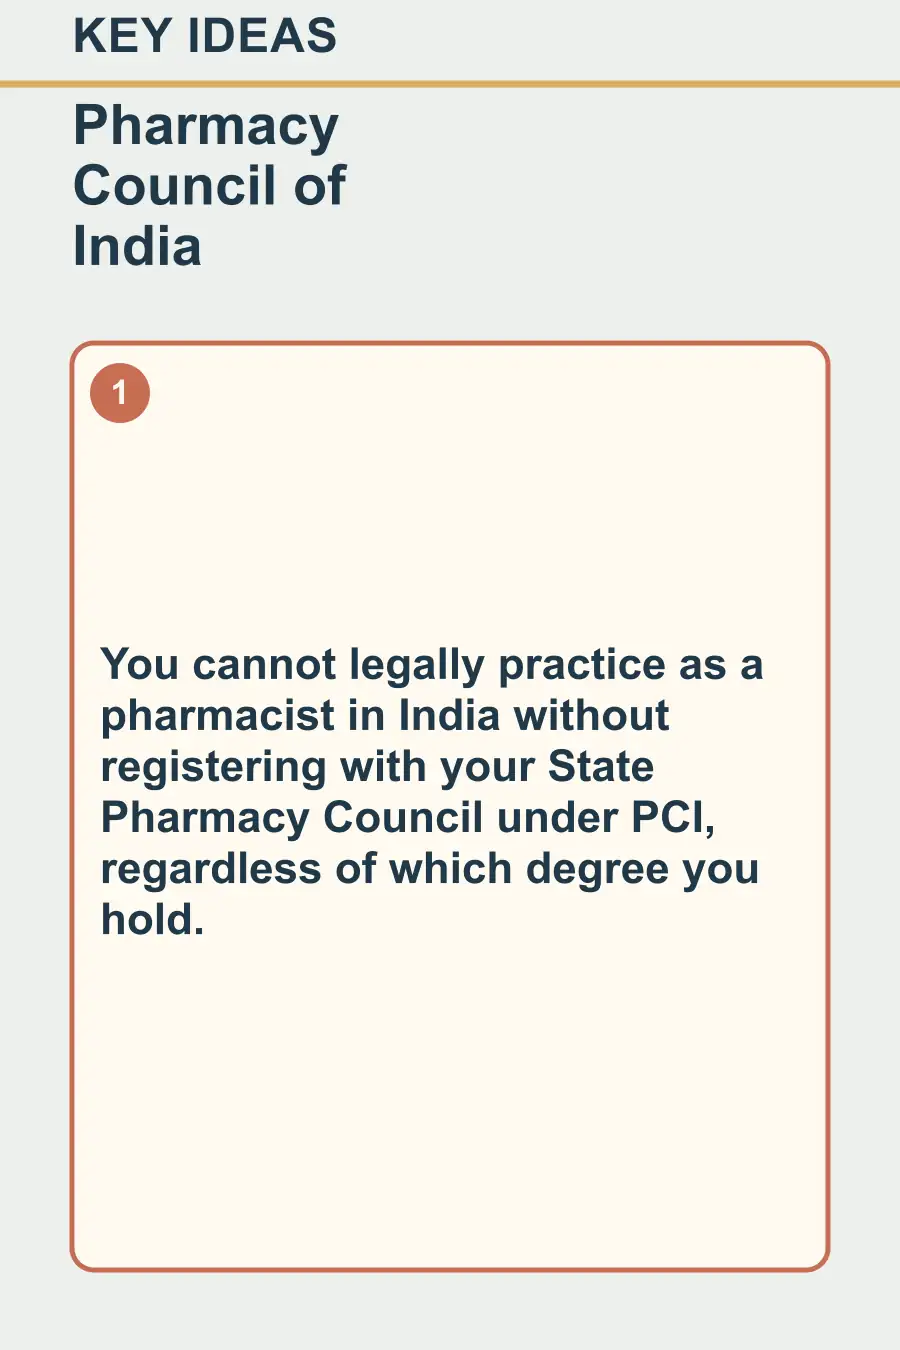 KEY IDEAS
Pharmacy
Council of
India
1
You cannot legally practice as a
pharmacist in India without
registering with your State
Pharmacy Council under PCI,
regardless of which degree you
hold.